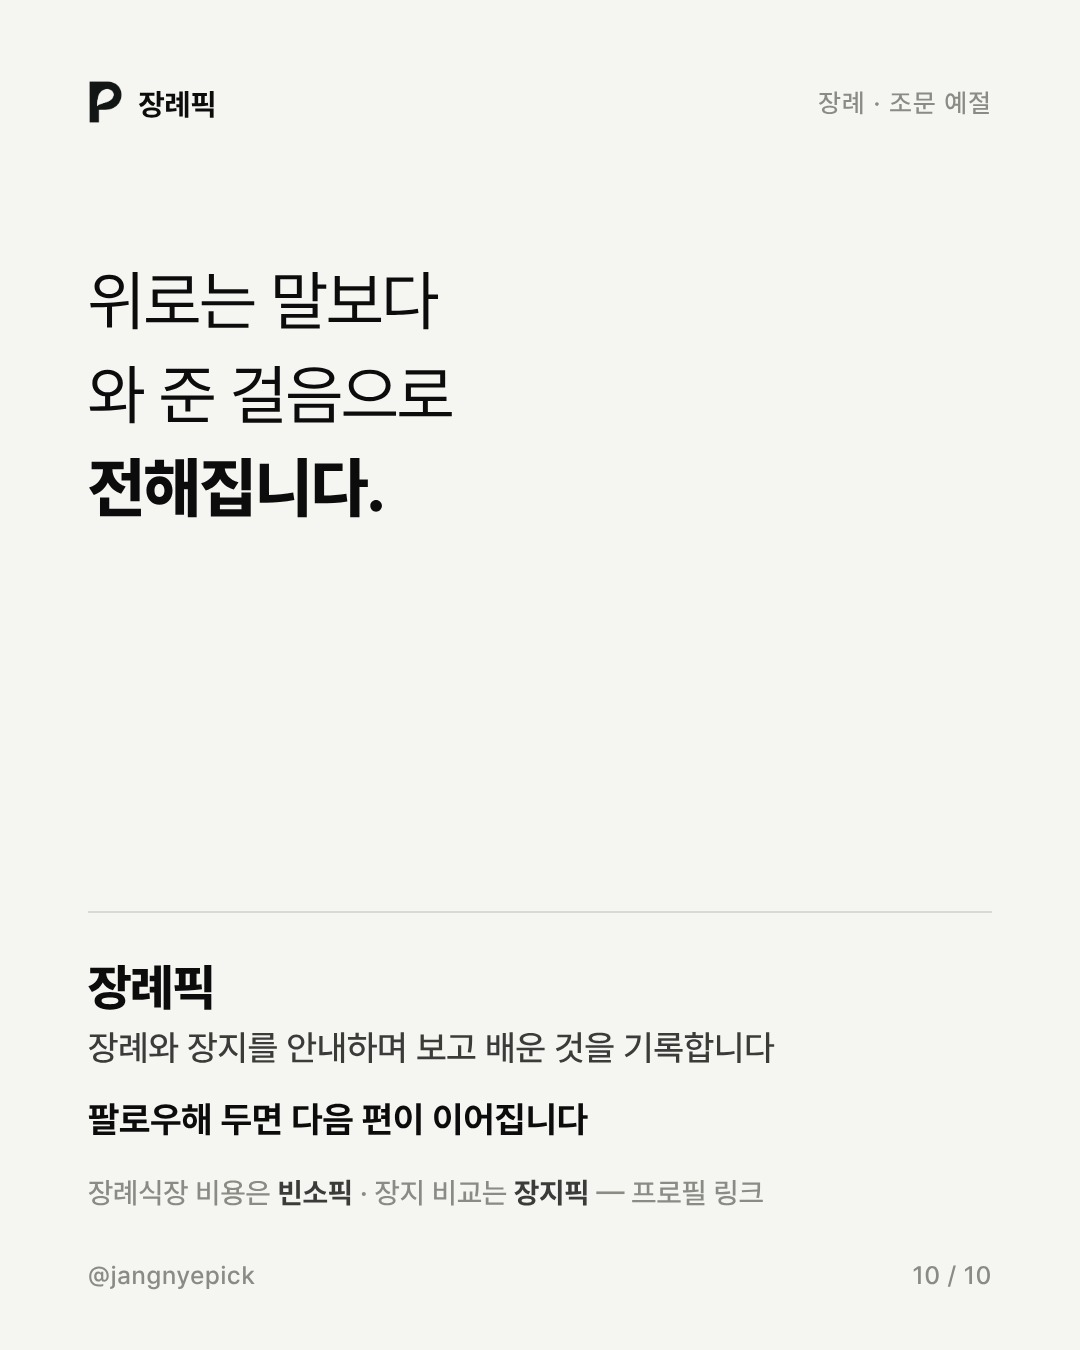 P 장례픽
장례 · 조문 예절
위로는 말보다
와 준 걸음으로
전해집니다.
장례픽
장례와 장지를 안내하며 보고 배운 것을 기록합니다
팔로우해 두면 다음 편이 이어집니다
장례식장 비용은 빈소픽 · 장지 비교는 장지픽 — 프로필 링크
@jangnyepick
10 / 10